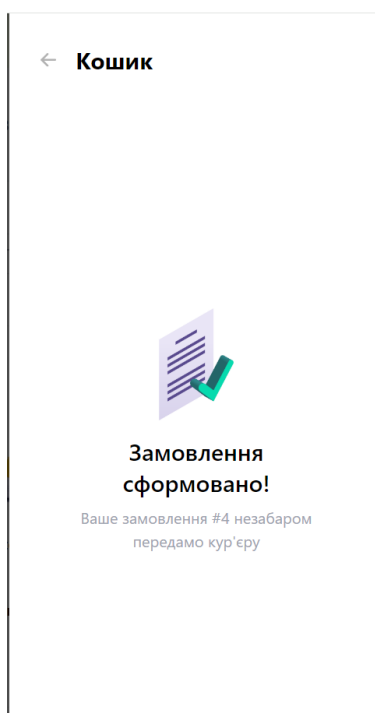 Кошик
Замовлення
сформовано!
Ваше замовлення #4 незабаром
передамо кур'єру